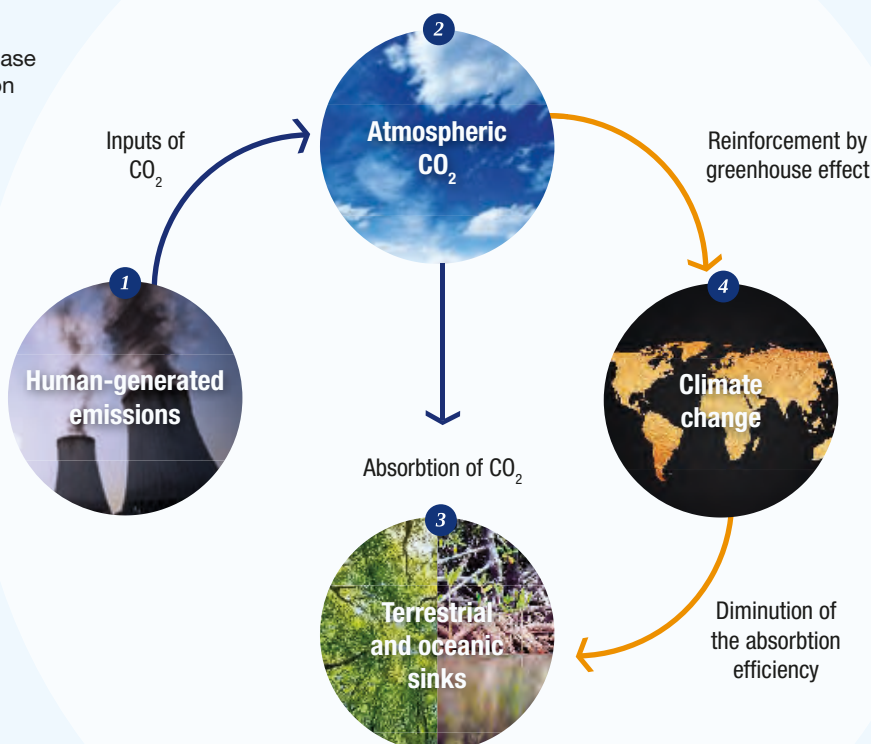 ase
on
2
Atmospheric
CO₂
Inputs of
CO₂
Reinforcement by
greenhouse effect
1
Human-generated
emissions
4
Climate
change
Absorbtion of CO₂
3
Terrestrial
and oceanic
sinks
Diminution of
the absorbtion
efficiency